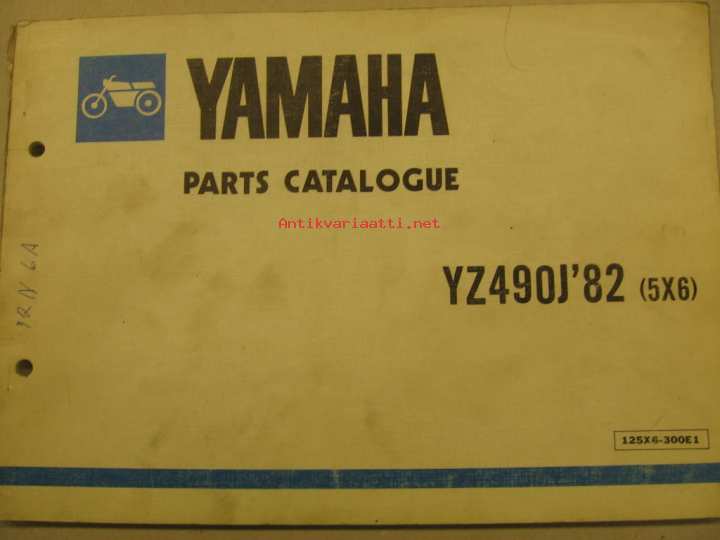 YAMAHA
PARTS CATALOGUE
Antikvariaatti.net
YZ490J'82 (5X6)
125X6-300E1